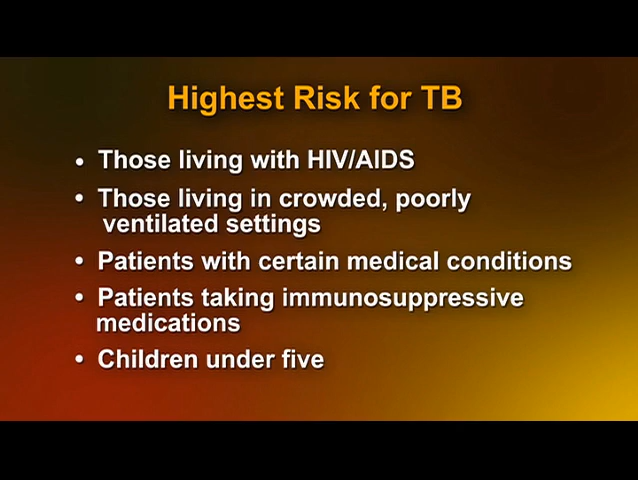 Highest Risk for TB
• Those living with HIV/AIDS
• Those living in crowded, poorly
ventilated settings
• Patients with certain medical conditions
• Patients taking immunosuppressive
medications
• Children under five